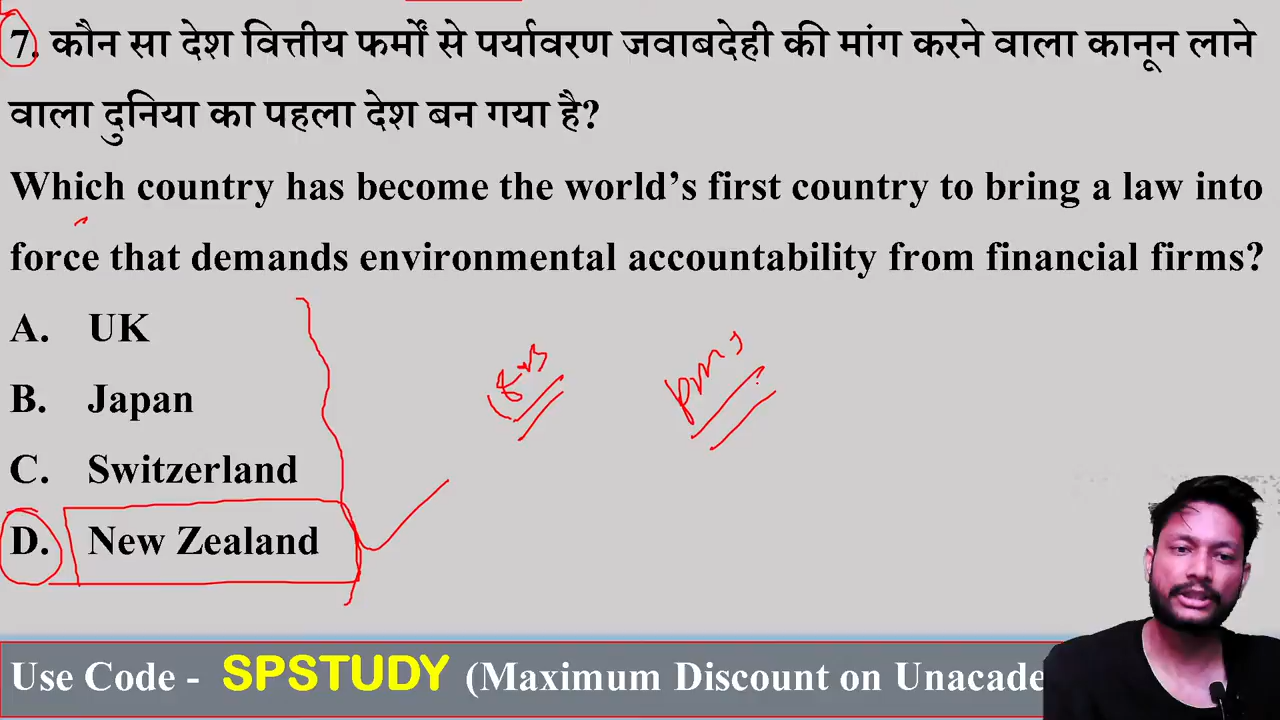 7. कौन सा देश वित्तीय फर्मों से पर्यावरण जवाबदेही की मांग करने वाला कानून लाने
वाला दुनिया का पहला देश बन गया है?
Which country has become the world’s first country to bring a law into
force that demands environmental accountability from financial firms?
A. UK
B. Japan
C. Switzerland
D. New Zealand
Use Code - SPSTUDY (Maximum Discount on Unacade